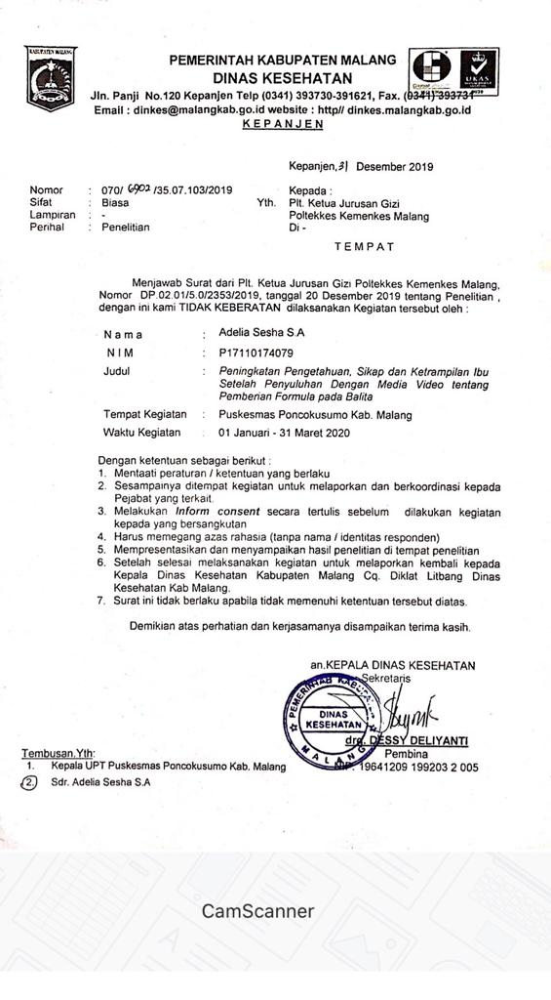 KABUPATEN MALANG
PEMERINTAH KABUPATEN MALANG
DINAS KESEHATAN
UKAS
Jln. Panji No.120 Kepanjen Telp (0341) 393730-391621, Fax. (0341) 393731
Email : dinkes@malangkab.go.id website : http// dinkes.malangkab.go.id
KEPANJEN
Kepanjen, 31 Desember 2019
Nomor : 070/ 6902 /35.07.103/2019
Sifat : Biasa
Lampiran : -
Perihal : Penelitian
Kepada :
Yth. Plt. Ketua Jurusan Gizi
Poltekkes Kemenkes Malang
Di -
TEMPAT
Menjawab Surat dari Plt. Ketua Jurusan Gizi Poltekkes Kemenkes Malang,
Nomor DP.02.01/5.0/2353/2019, tanggal 20 Desember 2019 tentang Penelitian ,
dengan ini kami TIDAK KEBERATAN dilaksanakan Kegiatan tersebut oleh :
Nama : Adelia Sesha S.A
NIM : P17110174079
Judul : Peningkatan Pengetahuan, Sikap dan Ketrampilan Ibu
Setelah Penyuluhan Dengan Media Video tentang
Pemberian Formula pada Balita
Tempat Kegiatan : Puskesmas Poncokusumo Kab. Malang
Waktu Kegiatan : 01 Januari - 31 Maret 2020
Dengan ketentuan sebagai berikut :
1. Mentaati peraturan / ketentuan yang berlaku
2. Sesampainya ditempat kegiatan untuk melaporkan dan berkoordinasi kepada
Pejabat yang terkait.
3. Melakukan Inform consent secara tertulis sebelum dilakukan kegiatan
kepada yang bersangkutan
4. Harus memegang azas rahasia (tanpa nama / identitas responden)
5. Mempresentasikan dan menyampaikan hasil penelitian di tempat penelitian
6. Setelah selesai melaksanakan kegiatan untuk melaporkan kembali kepada
Kepala Dinas Kesehatan Kabupaten Malang Cq. Diklat Litbang Dinas
Kesehatan Kab Malang.
7. Surat ini tidak berlaku apabila tidak memenuhi ketentuan tersebut diatas.
Demikian atas perhatian dan kerjasamanya disampaikan terima kasih.
an.KEPALA DINAS KESEHATAN
Sekretaris
PEMERINTAH KABUPATEN
DINAS
KESEHATAN
MALANG
drg. DESSY DELIYANTI
Pembina
NIP. 19641209 199203 2 005
Tembusan.Yth:
1. Kepala UPT Puskesmas Poncokusumo Kab. Malang
2. Sdr. Adelia Sesha S.A
CamScanner